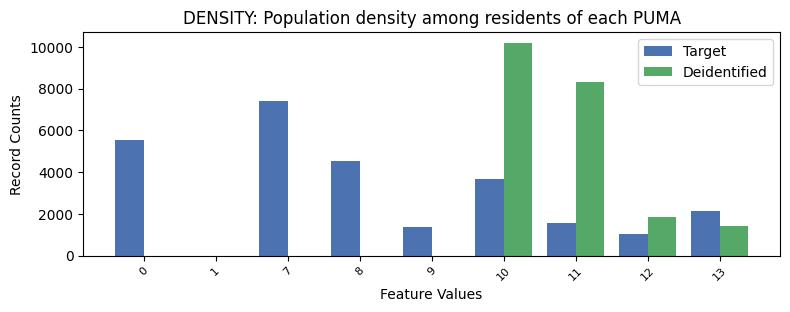 DENSITY: Population density among residents of each PUMA
Target
Deidentified
Record Counts
10000
8000
6000
4000
2000
0
0 1 7 8 9 10 11 12 13
Feature Values